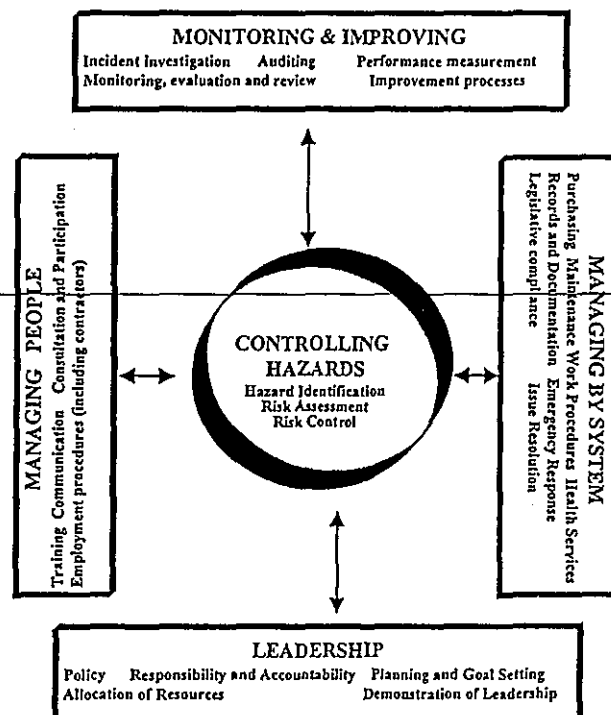 MONITORING & IMPROVING
Incident investigation Auditing Performance measurement
Monitoring, evaluation and review Improvement processes
MANAGING PEOPLE
Training Communication Consultation and Participation
Employment procedures (including contractors)
CONTROLLING
HAZARDS
Hazard Identification
Risk Assessment
Risk Control
MANAGING BY SYSTEM
Purchasing Maintenance Work Procedures Health Services
Records and Documentation Emergency Response
Legislative compliance Issue Resolution
LEADERSHIP
Policy Responsibility and Accountability Planning and Goal Setting
Allocation of Resources Demonstration of Leadership